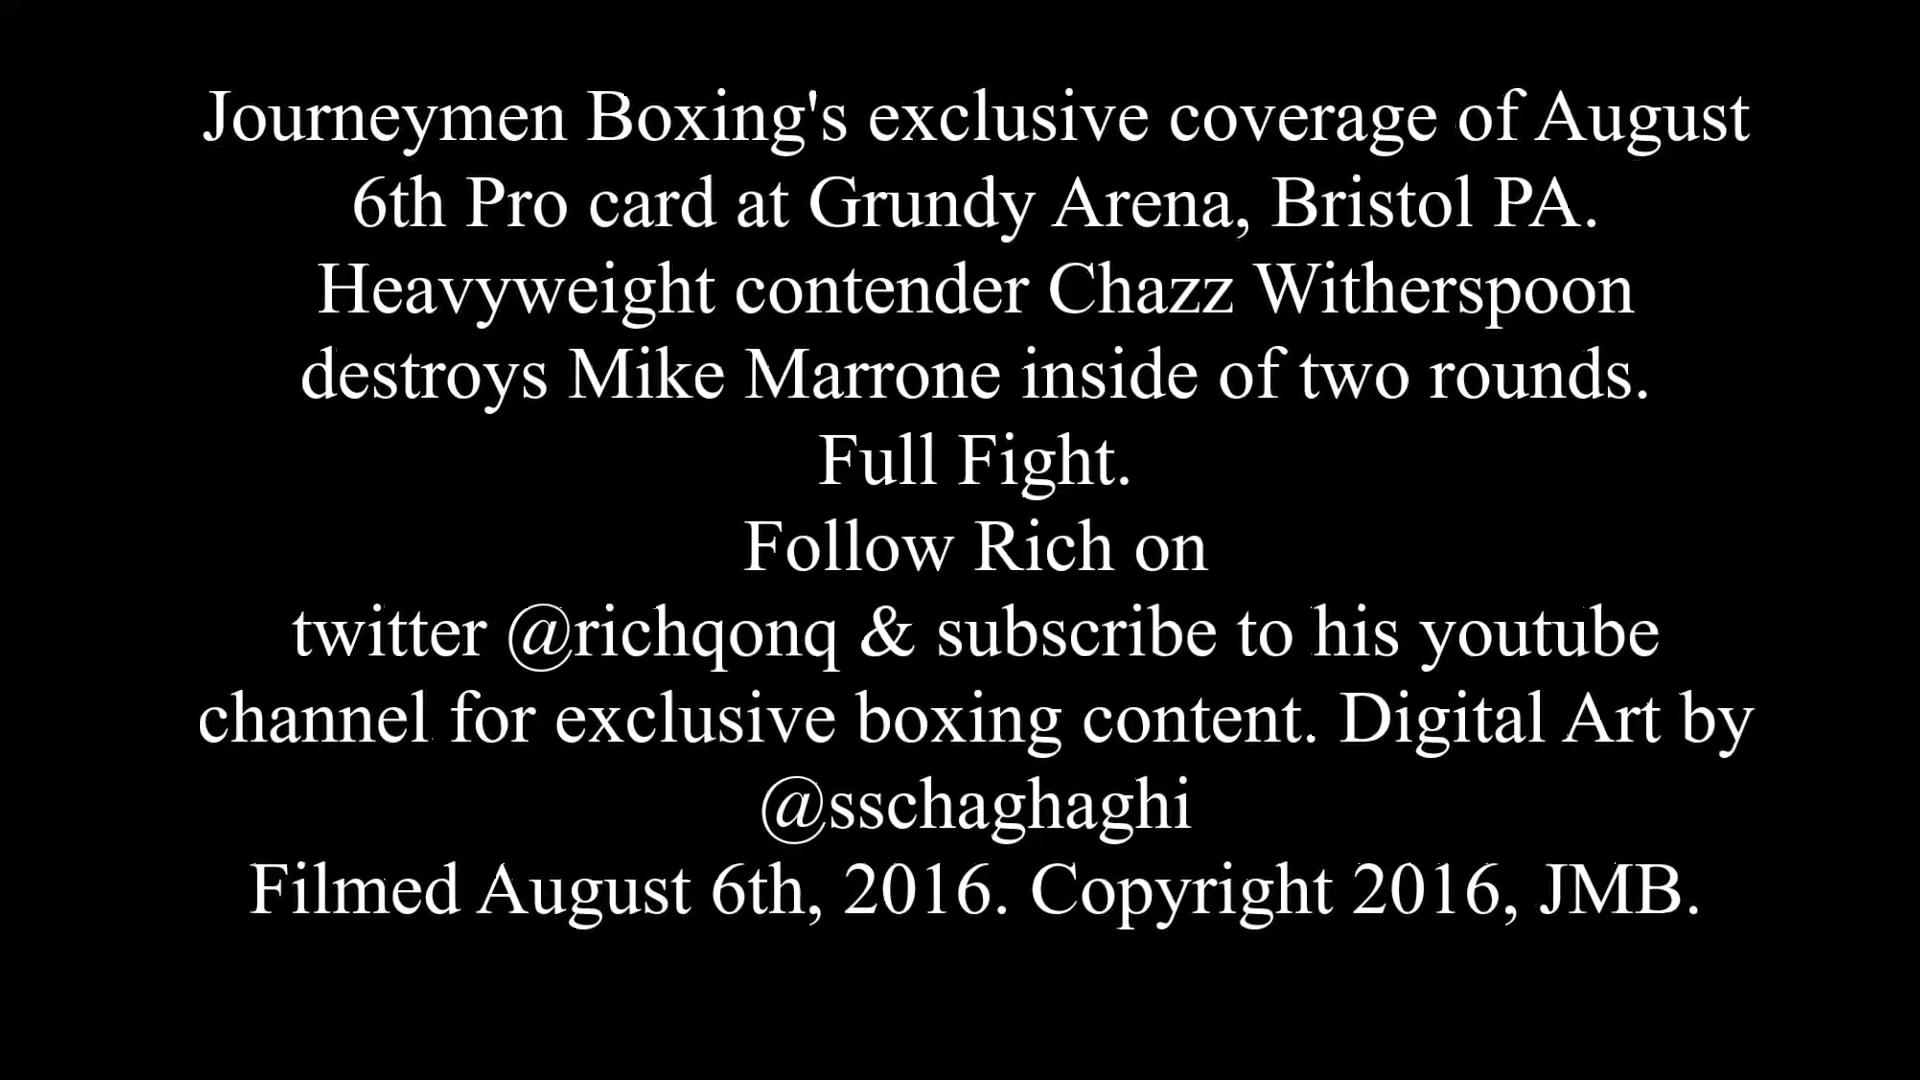 Journeymen Boxing's exclusive coverage of August
6th Pro card at Grundy Arena, Bristol PA.
Heavyweight contender Chazz Witherspoon
destroys Mike Marrone inside of two rounds.
Full Fight.
Follow Rich on
twitter @richqonq & subscribe to his youtube
channel for exclusive boxing content. Digital Art by
@sschaghaghi
Filmed August 6th, 2016. Copyright 2016, JMB.